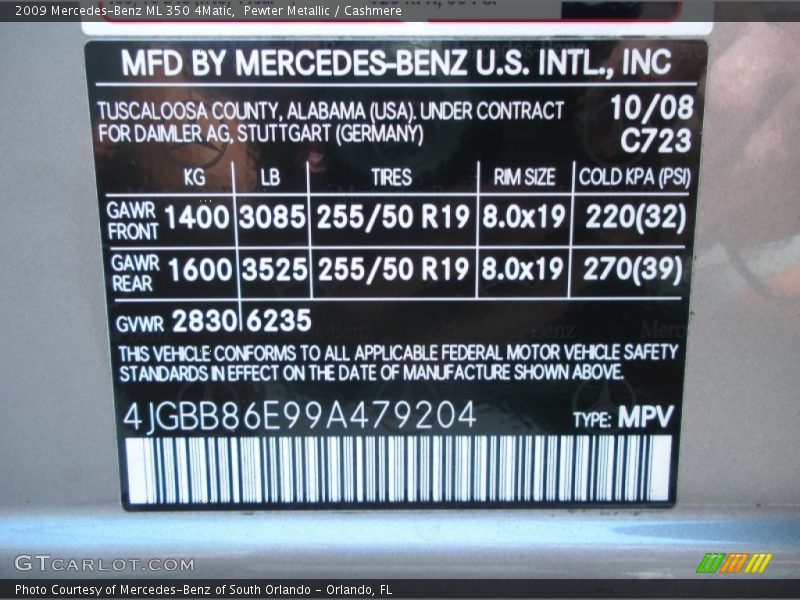 2009 Mercedes-Benz ML 350 4Matic,  Pewter Metallic / Cashmere
MFD BY MERCEDES-BENZ U.S. INTL., INC
TUSCALOOSA COUNTY, ALABAMA (USA). UNDER CONTRACT 10/08
FOR DAIMLER AG, STUTTGART (GERMANY) C723
KG LB TIRES RIM SIZE COLD KPA (PSI)
GAWR FRONT 1400 3085 255/50 R19 8.0x19 220(32)
GAWR REAR 1600 3525 255/50 R19 8.0x19 270(39)
GVWR 2830 6235
THIS VEHICLE CONFORMS TO ALL APPLICABLE FEDERAL MOTOR VEHICLE SAFETY
STANDARDS IN EFFECT ON THE DATE OF MANUFACTURE SHOWN ABOVE.
4JGBB86E99A479204 TYPE: MPV
GTCARLOT.COM
Photo Courtesy of Mercedes-Benz of South Orlando - Orlando, FL